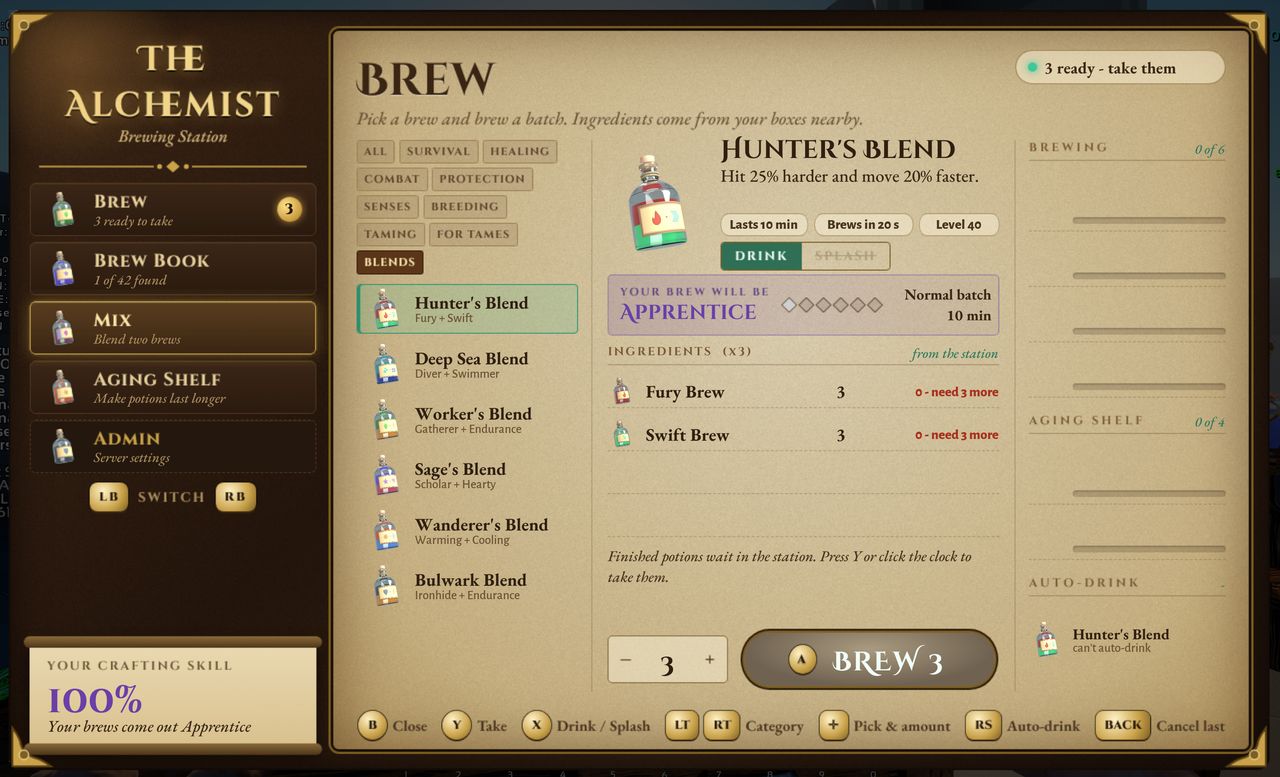 THE
ALCHEMIST
Brewing Station
BREW
3 ready to take
3
BREW BOOK
1 of 42 found
MIX
Blend two brews
AGING SHELF
Make potions last longer
ADMIN
Server settings
LB SWITCH RB
YOUR CRAFTING SKILL
100%
Your brews come out Apprentice
BREW
Pick a brew and brew a batch. Ingredients come from your boxes nearby.
3 ready - take them
ALL SURVIVAL HEALING
COMBAT PROTECTION
SENSES BREEDING
TAMING FOR TAMES
BLENDS
Hunter's Blend
Fury + Swift
Deep Sea Blend
Diver + Swimmer
Worker's Blend
Gatherer + Endurance
Sage's Blend
Scholar + Hearty
Wanderer's Blend
Warming + Cooling
Bulwark Blend
Ironhide + Endurance
HUNTER'S BLEND
Hit 25% harder and move 20% faster.
Lasts 10 min Brews in 20 s Level 40
DRINK SPLASH
YOUR BREW WILL BE
APPRENTICE
Normal batch
10 min
INGREDIENTS (X3) from the station
Fury Brew 3 0 - need 3 more
Swift Brew 3 0 - need 3 more
Finished potions wait in the station. Press Y or click the clock to
take them.
− 3 +
A BREW 3
BREWING 0 of 6
AGING SHELF 0 of 4
AUTO-DRINK -
Hunter's Blend
can't auto-drink
B Close Y Take X Drink / Splash LT RT Category Pick & amount RS Auto-drink BACK Cancel last